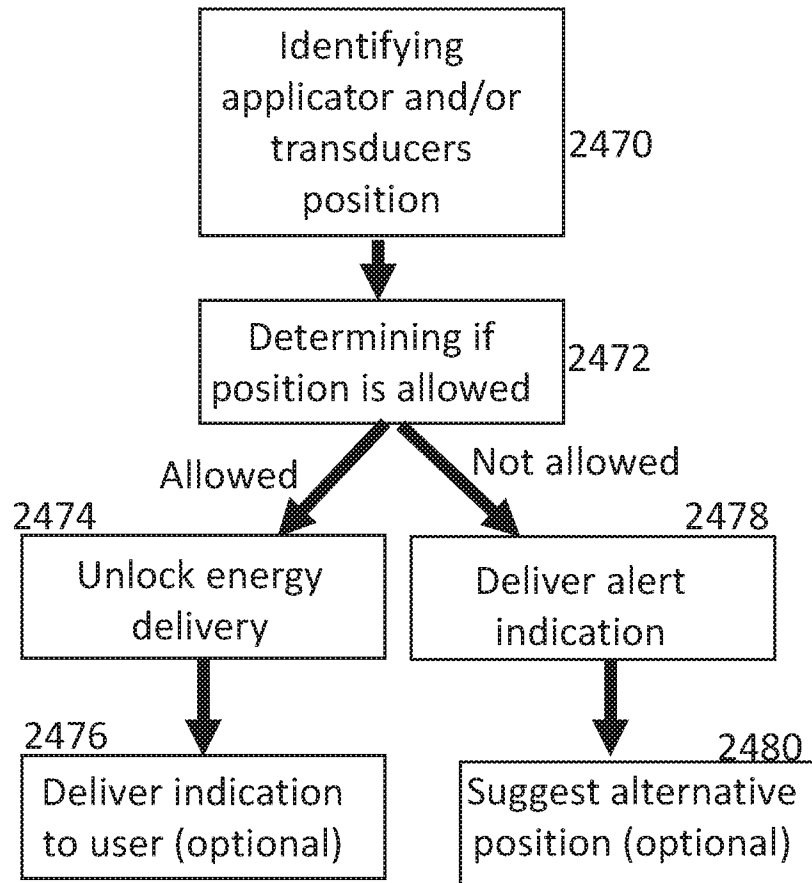 Identifying
applicator and/or
transducers
position
2470
Determining if
position is allowed
2472
Allowed
Not allowed
2474
Unlock energy
delivery
2478
Deliver alert
indication
2476
Deliver indication
to user (optional)
2480
Suggest alternative
position (optional)